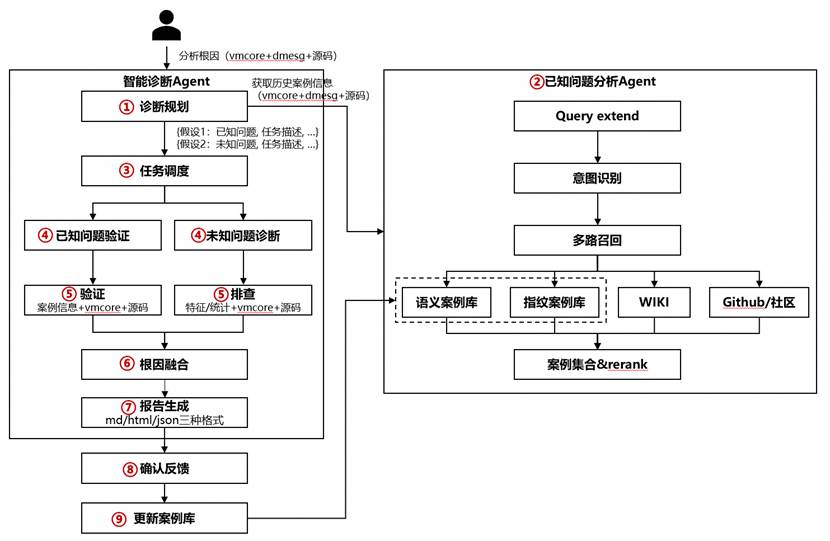 分析根因（vmcore+dmesg+源码）
智能诊断Agent
① 诊断规划
获取历史案例信息
（vmcore+dmesg+源码）
{假设1：已知问题, 任务描述, ...}
{假设2：未知问题, 任务描述, ...}
③ 任务调度
④ 已知问题验证
④ 未知问题诊断
⑤ 验证
案例信息+vmcore+源码
⑤ 排查
特征/统计+vmcore+源码
⑥ 根因融合
⑦ 报告生成
md/html/json三种格式
⑧ 确认反馈
⑨ 更新案例库
② 已知问题分析Agent
Query extend
意图识别
多路召回
语义案例库
指纹案例库
WIKI
Github/社区
案例集合&rerank